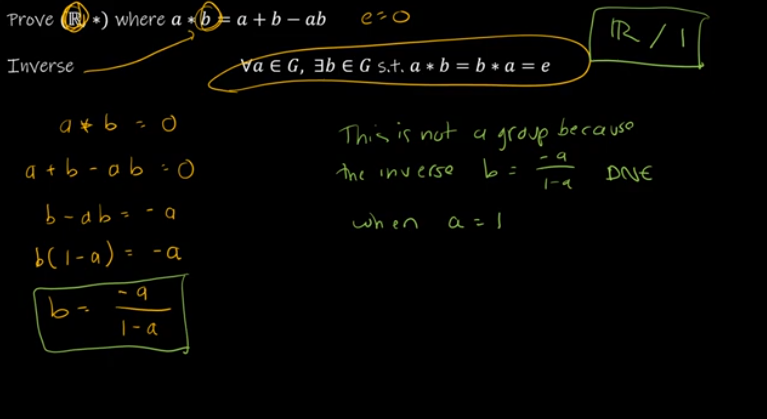 Prove (ℝ, *) where a * b = a + b − ab e = 0
ℝ / 1
Inverse
∀a ∈ G, ∃b ∈ G s.t. a * b = b * a = e
a * b = 0
a + b - ab = 0
b - ab = -a
b(1-a) = -a
b = -a / 1-a
This is not a group because
the inverse b = -a / 1-a DNE
when a = 1